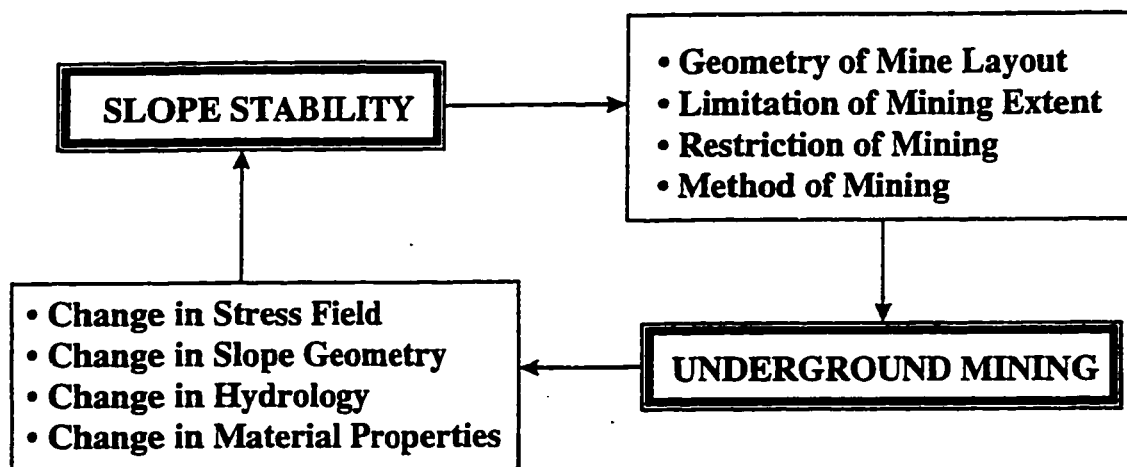 SLOPE STABILITY
• Geometry of Mine Layout
• Limitation of Mining Extent
• Restriction of Mining
• Method of Mining
UNDERGROUND MINING
• Change in Stress Field
• Change in Slope Geometry
• Change in Hydrology
• Change in Material Properties